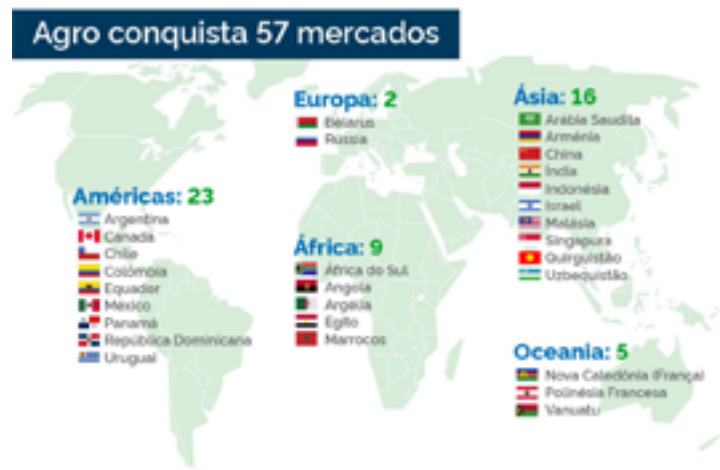 Agro conquista 57 mercados
Europa: 2
Belarus
Rússia
Ásia: 16
Arábia Saudita
Armênia
China
Índia
Indonésia
Israel
Malásia
Singapura
Quirguistão
Uzbequistão
Américas: 23
Argentina
Canada
Chile
Colômbia
Equador
México
Panamá
República Dominicana
Uruguai
África: 9
África do Sul
Angola
Argélia
Egito
Marrocos
Oceania: 5
Nova Caledônia (França)
Polinésia Francesa
Vanuatu